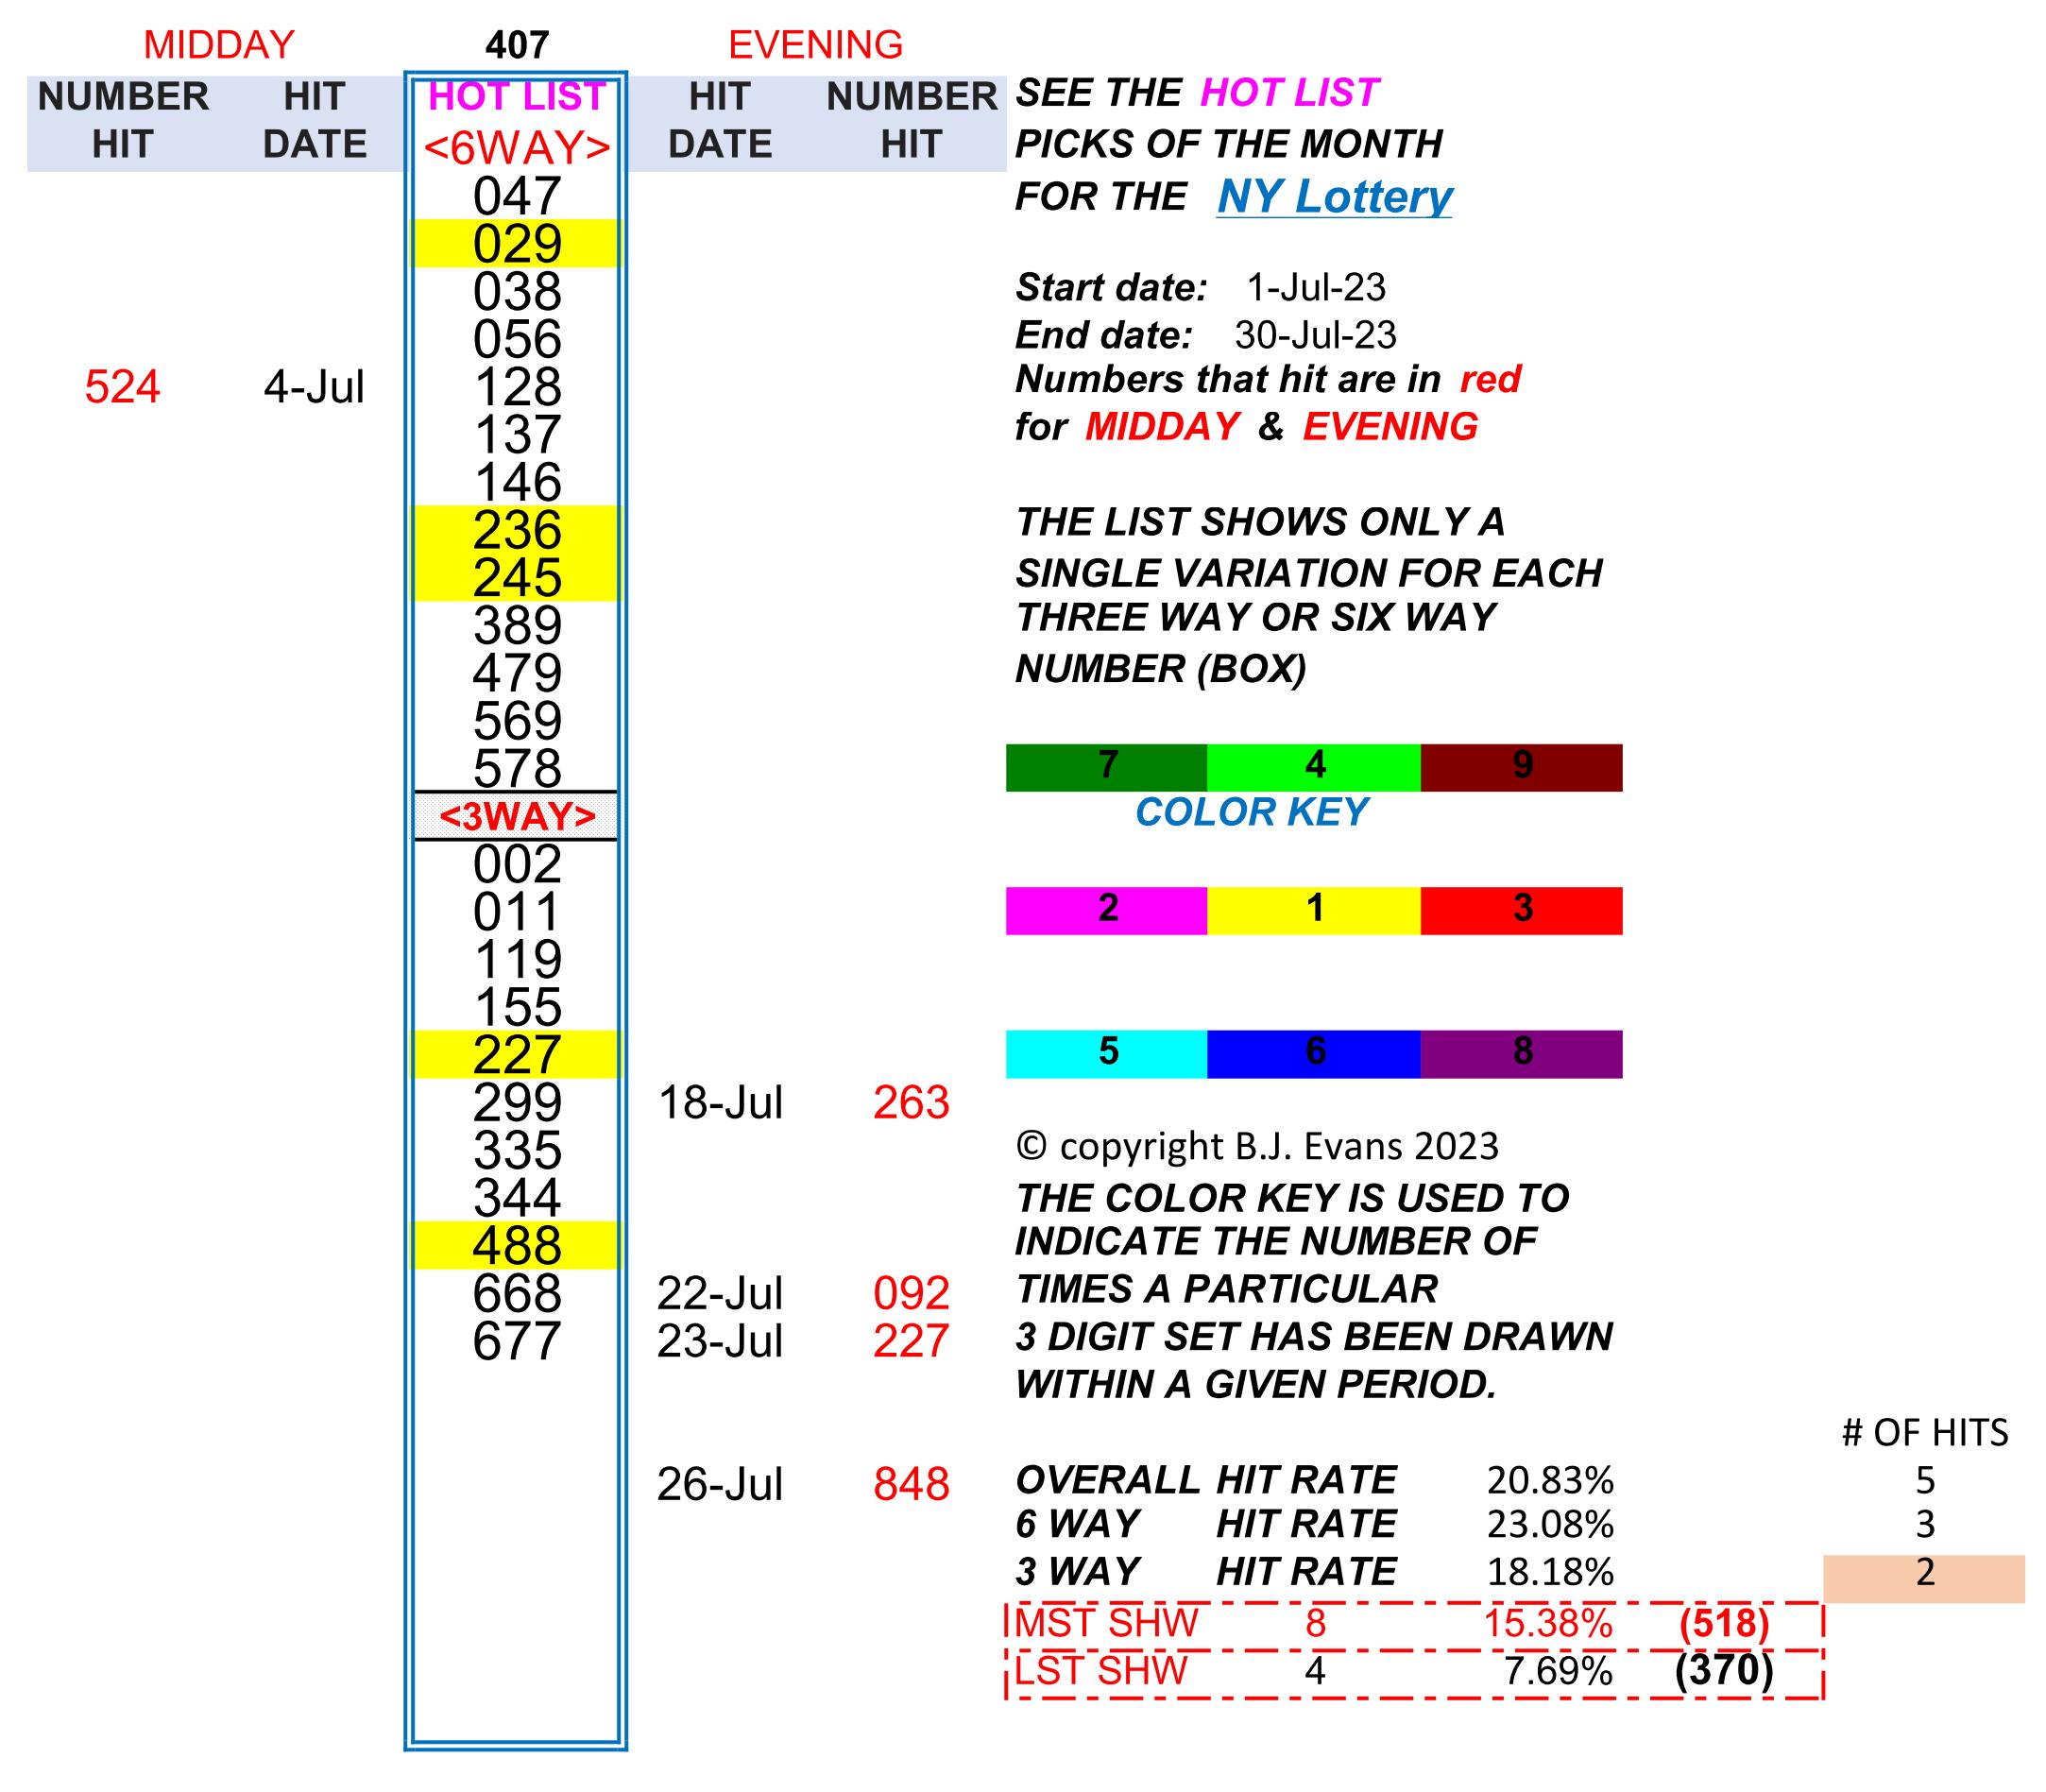 MIDDAY 407 EVENING
NUMBER HIT HOT LIST HIT NUMBER SEE THE HOT LIST
HIT DATE <6WAY> DATE HIT PICKS OF THE MONTH
047 FOR THE NY Lottery
029
038 Start date: 1-Jul-23
056 End date: 30-Jul-23
524 4-Jul 128 Numbers that hit are in red
137 for MIDDAY & EVENING
146
236 THE LIST SHOWS ONLY A
245 SINGLE VARIATION FOR EACH
389 THREE WAY OR SIX WAY
479 NUMBER (BOX)
569
578 7 4 9
<3WAY> COLOR KEY
002
011 2 1 3
119
155
227 5 6 8
299 18-Jul 263
335 © copyright B.J. Evans 2023
344 THE COLOR KEY IS USED TO
488 INDICATE THE NUMBER OF
668 22-Jul 092 TIMES A PARTICULAR
677 23-Jul 227 3 DIGIT SET HAS BEEN DRAWN
WITHIN A GIVEN PERIOD.
# OF HITS
26-Jul 848 OVERALL HIT RATE 20.83% 5
6 WAY HIT RATE 23.08% 3
3 WAY HIT RATE 18.18% 2
MST SHW 8 15.38% (518)
LST SHW 4 7.69% (370)